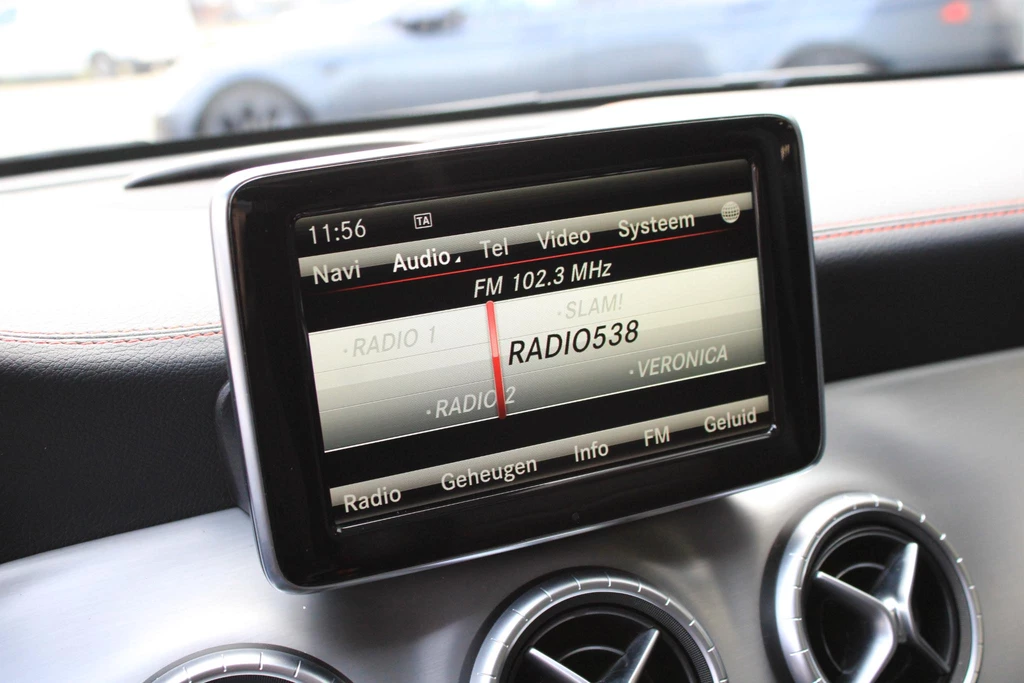 11:56 TA
Navi Audio Tel Video Systeem
FM 102.3 MHz
·SLAM!
·RADIO 1
RADIO538
·VERONICA
·RADIO 2
Radio Geheugen Info FM Geluid